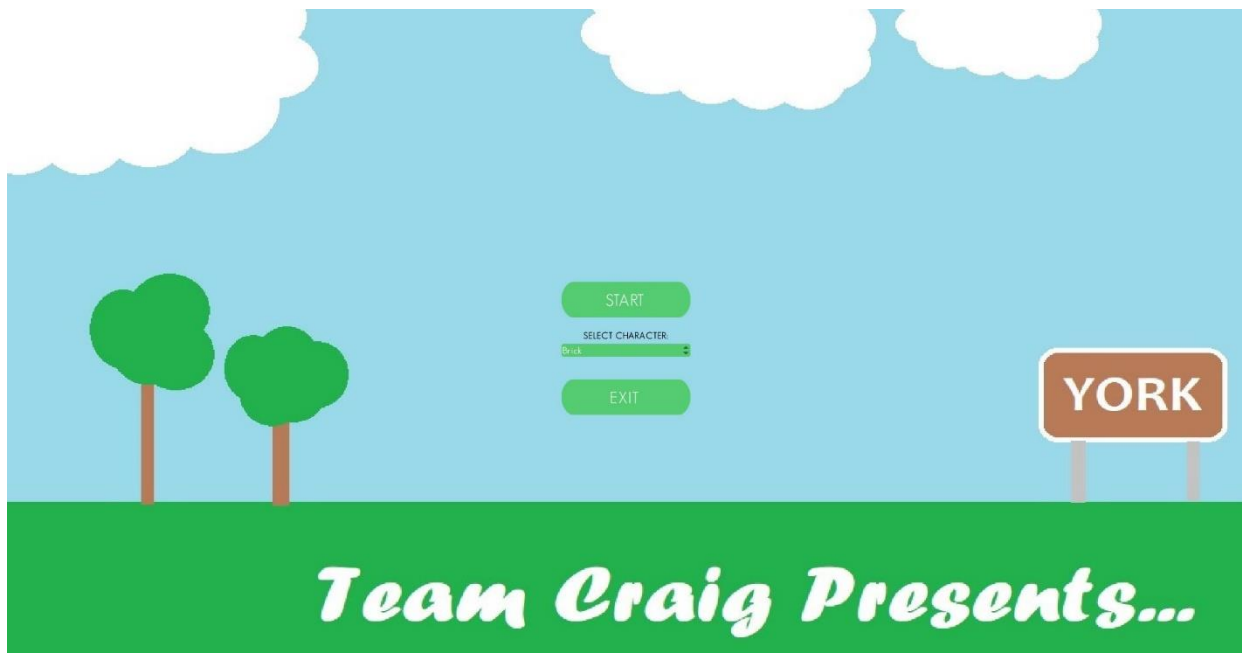 START
SELECT CHARACTER:
Brick
EXIT
YORK
Team Craig Presents...